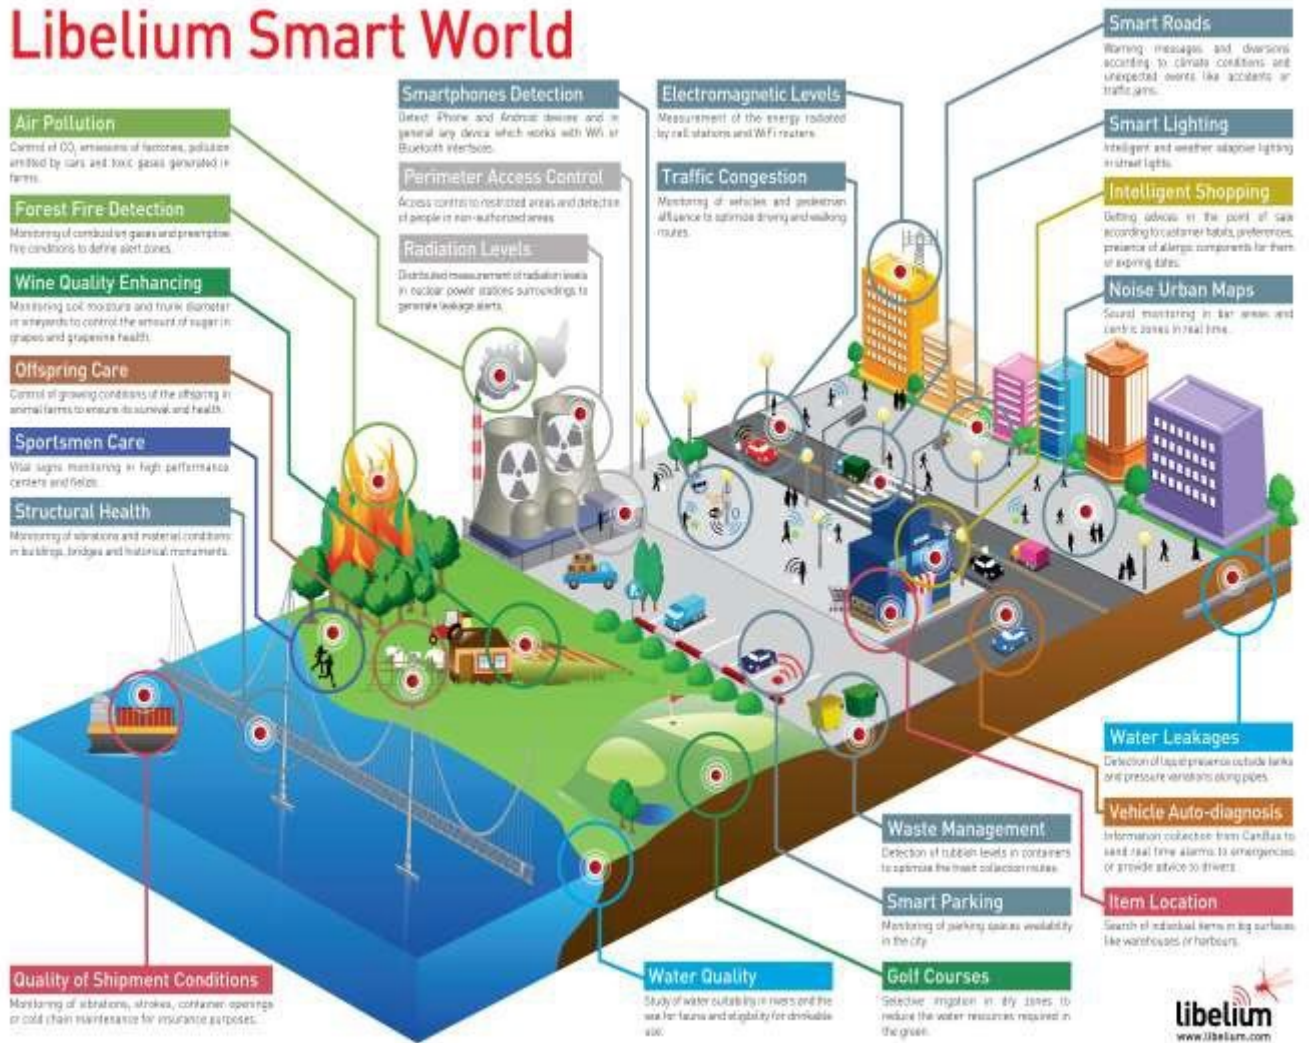 Libelium Smart World
Air Pollution
Control of CO₂ emissions of factories, pollution
emitted by cars and toxic gases generated in
farms.
Forest Fire Detection
Monitoring of combustion gases and preemptive
fire conditions to define alert zones.
Wine Quality Enhancing
Monitoring soil moisture and trunk diameter
in vineyards to control the amount of sugar in
grapes and grapevine health.
Offspring Care
Control of growing conditions of the offspring in
animal farms to ensure its survival and health.
Sportsmen Care
Vital signs monitoring in high performance
centers and fields.
Structural Health
Monitoring of vibrations and material conditions
in buildings, bridges and historical monuments.
Quality of Shipment Conditions
Monitoring of vibrations, strokes, container openings
or cold chain maintenance for insurance purposes.
Smartphones Detection
Detect iPhone and Android devices and in
general any device which works with Wifi or
Bluetooth interfaces.
Perimeter Access Control
Access control to restricted areas and detection
of people in non-authorized areas.
Radiation Levels
Distributed measurement of radiation levels
in nuclear power stations surroundings to
generate leakage alerts.
Electromagnetic Levels
Measurement of the energy radiated
by cell stations and WiFi routers.
Traffic Congestion
Monitoring of vehicles and pedestrian
affluence to optimize driving and walking
routes.
Smart Roads
Warning messages and diversions
according to climate conditions and
unexpected events like accidents or
traffic jams.
Smart Lighting
Intelligent and weather adaptive lighting
in street lights.
Intelligent Shopping
Getting advices in the point of sale
according to customer habits, preferences,
presence of allergic components for them
or expiring dates.
Noise Urban Maps
Sound monitoring in bar areas and
centric zones in real time.
Water Leakages
Detection of liquid presence outside tanks
and pressure variations along pipes.
Vehicle Auto-diagnosis
Information collection from CanBus to
send real time alarms to emergencies
or provide advice to drivers.
Item Location
Search of individual items in big surfaces
like warehouses or harbours.
Waste Management
Detection of rubbish levels in containers
to optimize the trash collection routes.
Smart Parking
Monitoring of parking spaces availability
in the city.
Golf Courses
Selective irrigation in dry zones to
reduce the water resources required in
the green.
Water Quality
Study of water suitability in rivers and the
sea for fauna and eligibility for drinkable
use.
libelium
www.libelium.com